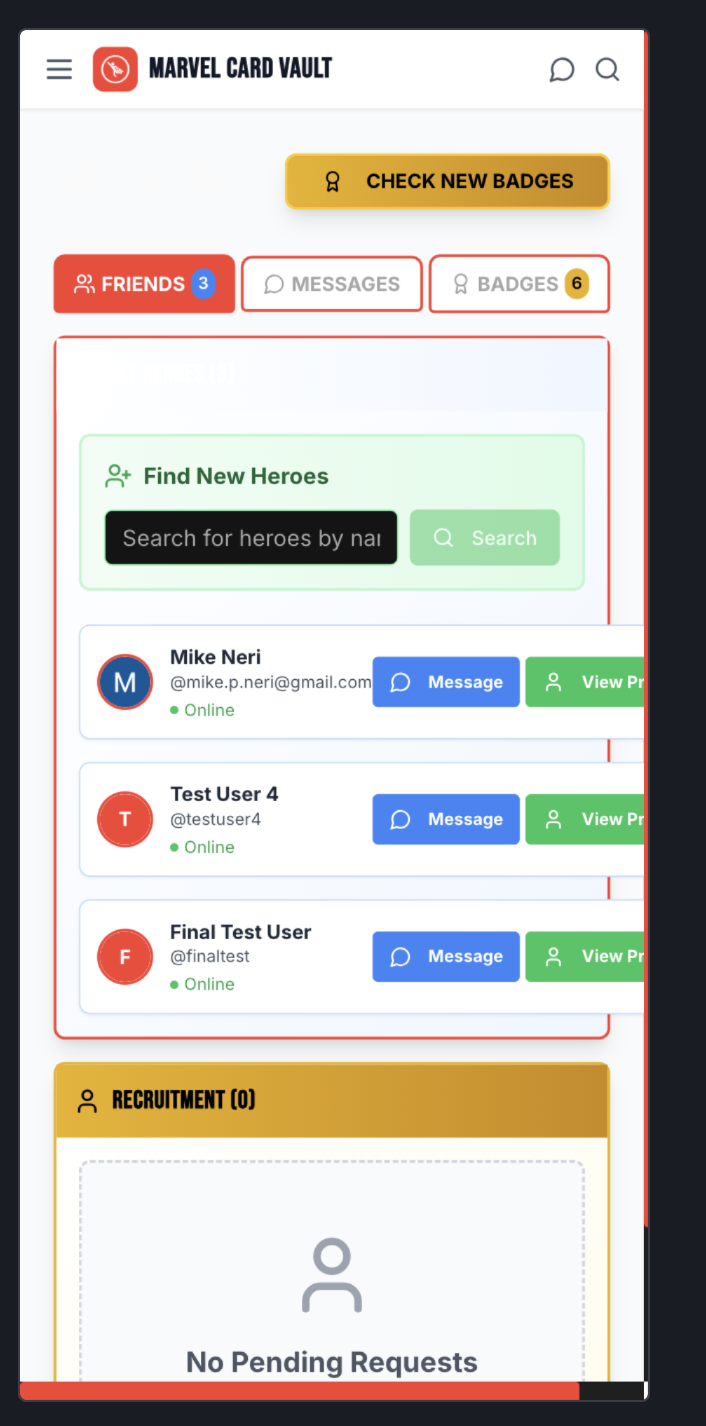 MARVEL CARD VAULT
CHECK NEW BADGES
FRIENDS 3
MESSAGES
BADGES 6
Find New Heroes
Search for heroes by nar
Search
M
Mike Neri
@mike.p.neri@gmail.com
Online
Message
View Pr
T
Test User 4
@testuser4
Online
Message
View Pr
F
Final Test User
@finaltest
Online
Message
View Pr
RECRUITMENT (0)
No Pending Requests